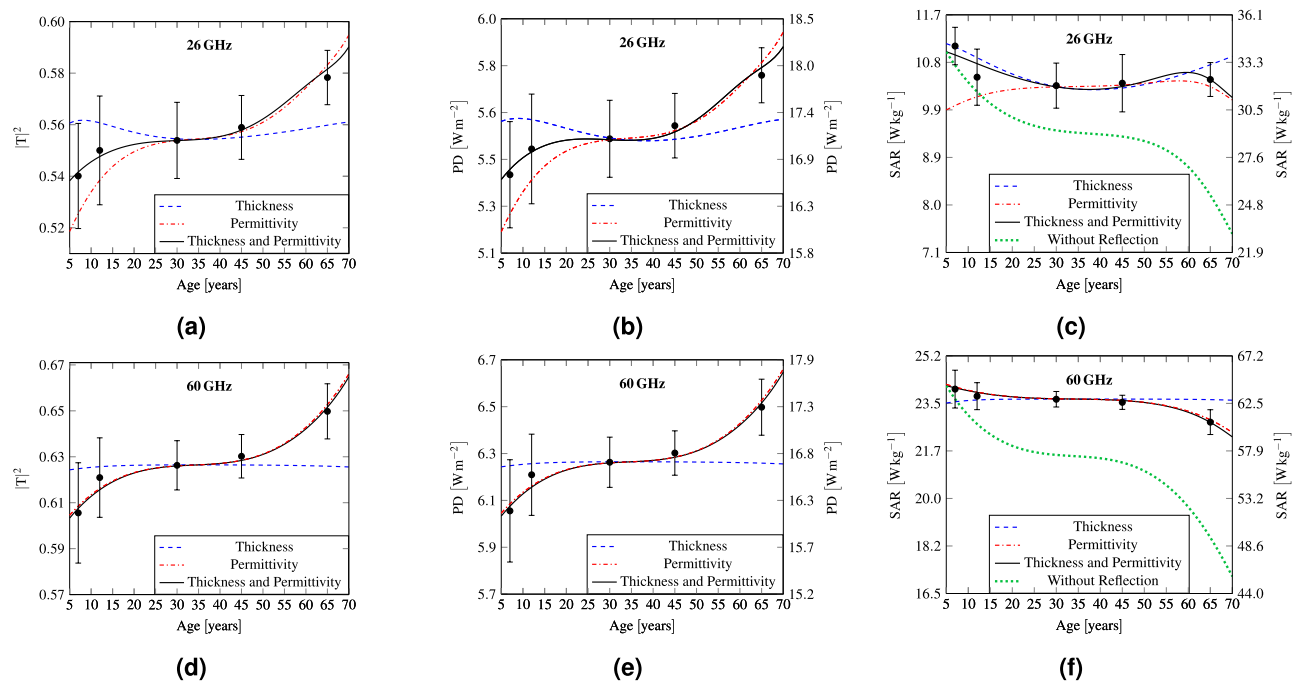 0.60
0.58
0.56
0.54
0.52
|T|²
26 GHz
Thickness
Permittivity
Thickness and Permittivity
5 10 15 20 25 30 35 40 45 50 55 60 65 70
Age [years]
(a)
6.0
5.8
5.6
5.5
5.3
5.1
PD [W m⁻²]
26 GHz
Thickness
Permittivity
Thickness and Permittivity
18.5
18.0
17.4
16.9
16.3
15.8
PD [W m⁻²]
5 10 15 20 25 30 35 40 45 50 55 60 65 70
Age [years]
(b)
11.7
10.8
9.9
8.9
8.0
7.1
SAR [W kg⁻¹]
26 GHz
Thickness
Permittivity
Thickness and Permittivity
Without Reflection
36.1
33.3
30.5
27.6
24.8
21.9
SAR [W kg⁻¹]
5 10 15 20 25 30 35 40 45 50 55 60 65 70
Age [years]
(c)
0.67
0.65
0.63
0.61
0.59
0.57
|T|²
60 GHz
Thickness
Permittivity
Thickness and Permittivity
5 10 15 20 25 30 35 40 45 50 55 60 65 70
Age [years]
(d)
6.7
6.5
6.3
6.1
5.9
5.7
PD [W m⁻²]
60 GHz
Thickness
Permittivity
Thickness and Permittivity
17.9
17.3
16.8
16.3
15.7
15.2
PD [W m⁻²]
5 10 15 20 25 30 35 40 45 50 55 60 65 70
Age [years]
(e)
25.2
23.5
21.7
20.0
18.2
16.5
SAR [W kg⁻¹]
60 GHz
Thickness
Permittivity
Thickness and Permittivity
Without Reflection
67.2
62.5
57.9
53.2
48.6
44.0
SAR [W kg⁻¹]
5 10 15 20 25 30 35 40 45 50 55 60 65 70
Age [years]
(f)